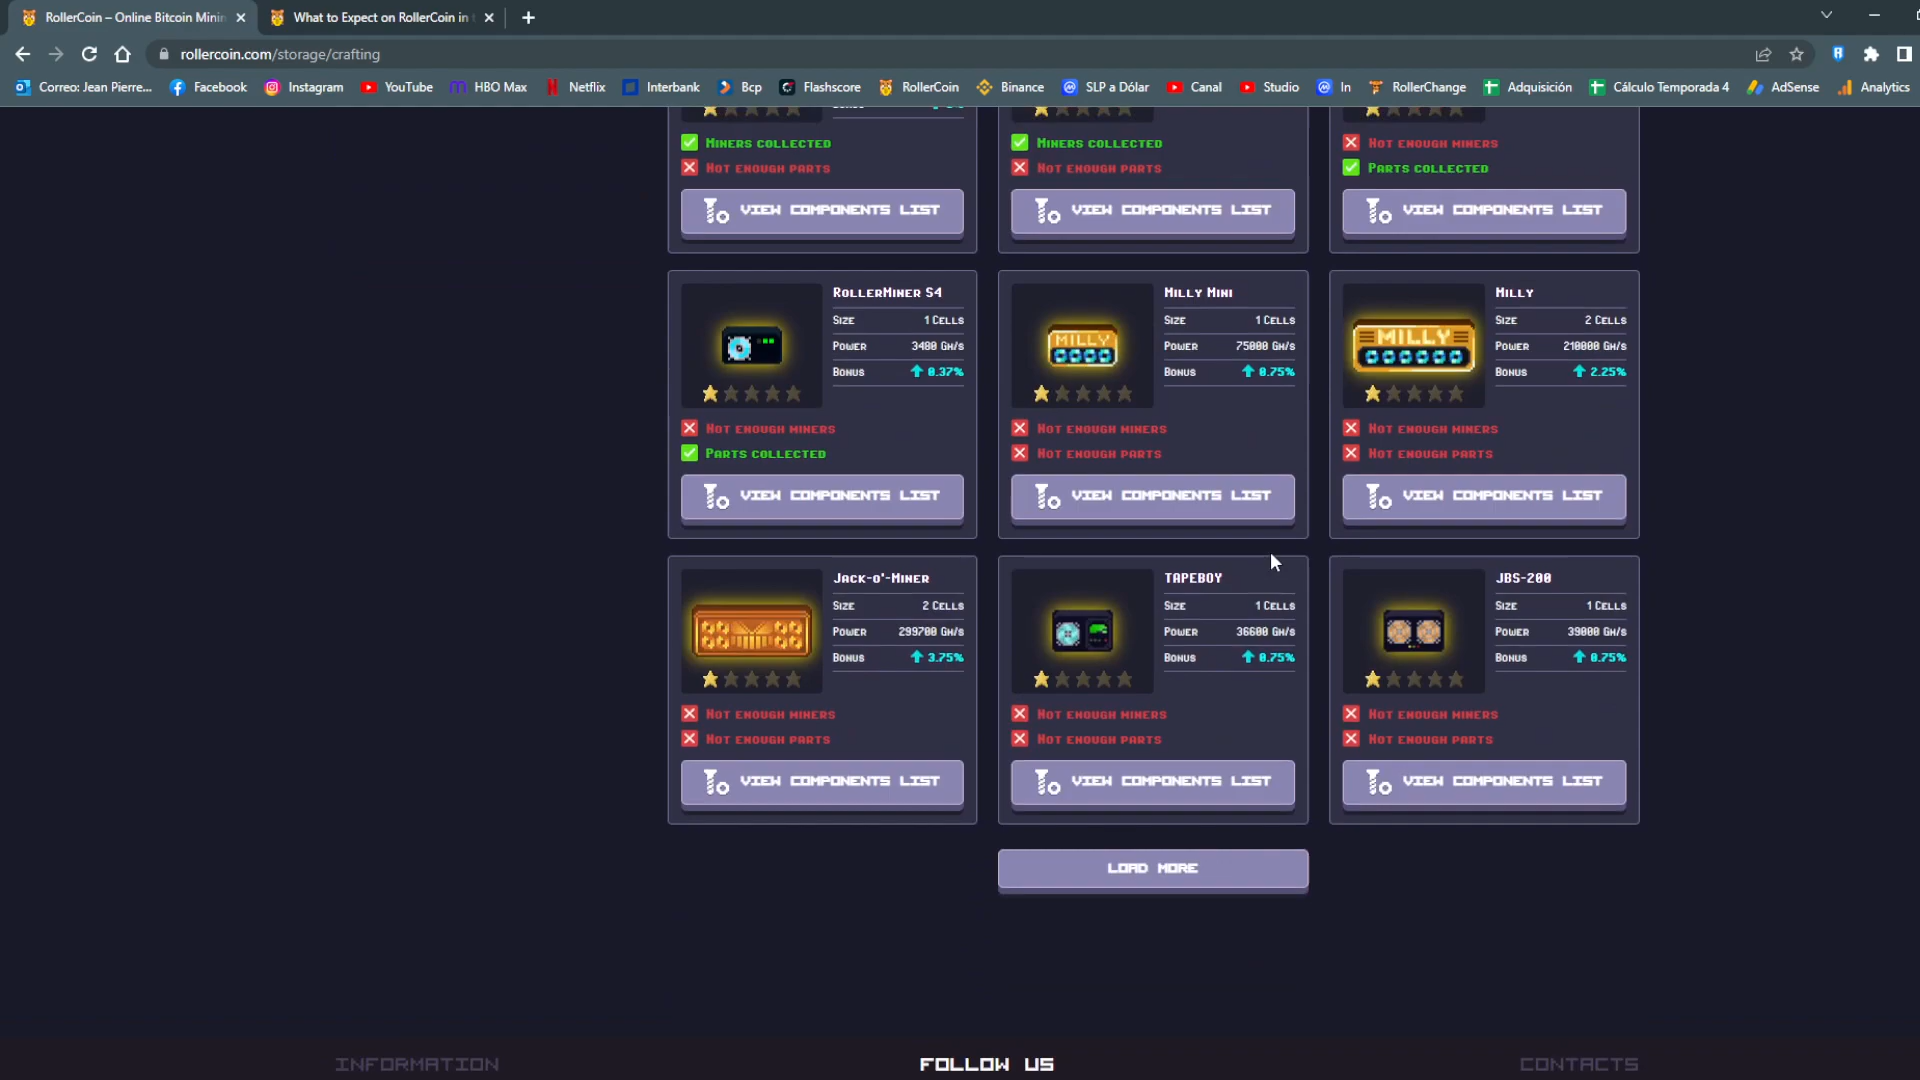 RollerCoin – Online Bitcoin Minin
What to Expect on RollerCoin in
rollercoin.com/storage/crafting
Correo: Jean Pierre... Facebook Instagram YouTube HBO Max Netflix Interbank Bcp Flashscore RollerCoin Binance SLP a Dólar Canal Studio In RollerChange Adquisición Cálculo Temporada 4 AdSense Analytics
Miners collected
Not enough parts
View components list
Miners collected
Not enough parts
View components list
Not enough miners
Parts collected
View components list
RollerMiner S4
Size 1 Cells
Power 3400 Gh/s
Bonus 0.37%
Not enough miners
Parts collected
View components list
Milly Mini
Size 1 Cells
Power 75000 Gh/s
Bonus 0.75%
Not enough miners
Not enough parts
View components list
MILLY
Milly
Size 2 Cells
Power 210000 Gh/s
Bonus 2.25%
Not enough miners
Not enough parts
View components list
MILLY
Jack-o'-Miner
Size 2 Cells
Power 299700 Gh/s
Bonus 3.75%
Not enough miners
Not enough parts
View components list
TAPEBOY
Size 1 Cells
Power 36600 Gh/s
Bonus 0.75%
Not enough miners
Not enough parts
View components list
JBS-200
Size 1 Cells
Power 39000 Gh/s
Bonus 0.75%
Not enough miners
Not enough parts
View components list
Load more
Information
Follow us
Contacts